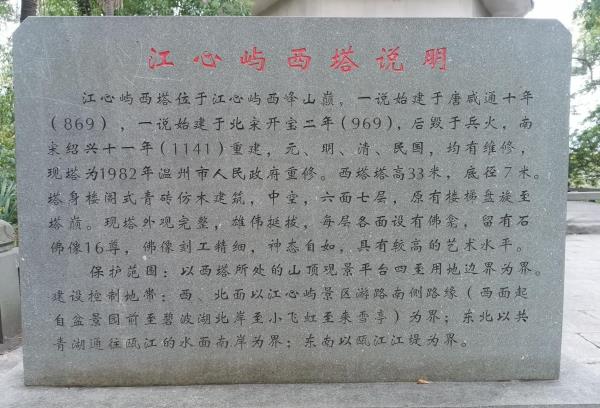 江心屿西塔说明
江心屿西塔位于江心屿西峰山巅，一说始建于唐咸通十年
（869），一说始建于北宋开宝二年（969），后毁于兵火，南
宋绍兴十一年（1141）重建，元、明、清、民国，均有维修，
现塔为1982年温州市人民政府重修。西塔塔高33米，底径7米。
塔身楼阁式青砖仿木建筑，中空，六面七层，原有楼梯盘旋至
塔巅。现塔外观完整，雄伟挺拔，每层各面设有佛龛，留有石
佛像16尊，佛像刻工精细，神态自如，具有较高的艺术水平。
保护范围：以西塔所处的山顶观景平台四至用地边界为界。
建设控制地带：西、北面以江心屿景区游路南侧路缘（西面起
自盆景园前至碧波湖北岸至小飞虹至来雪亭）为界；东北以共
青湖通往瓯江的水面南岸为界；东南以瓯江江堤为界。